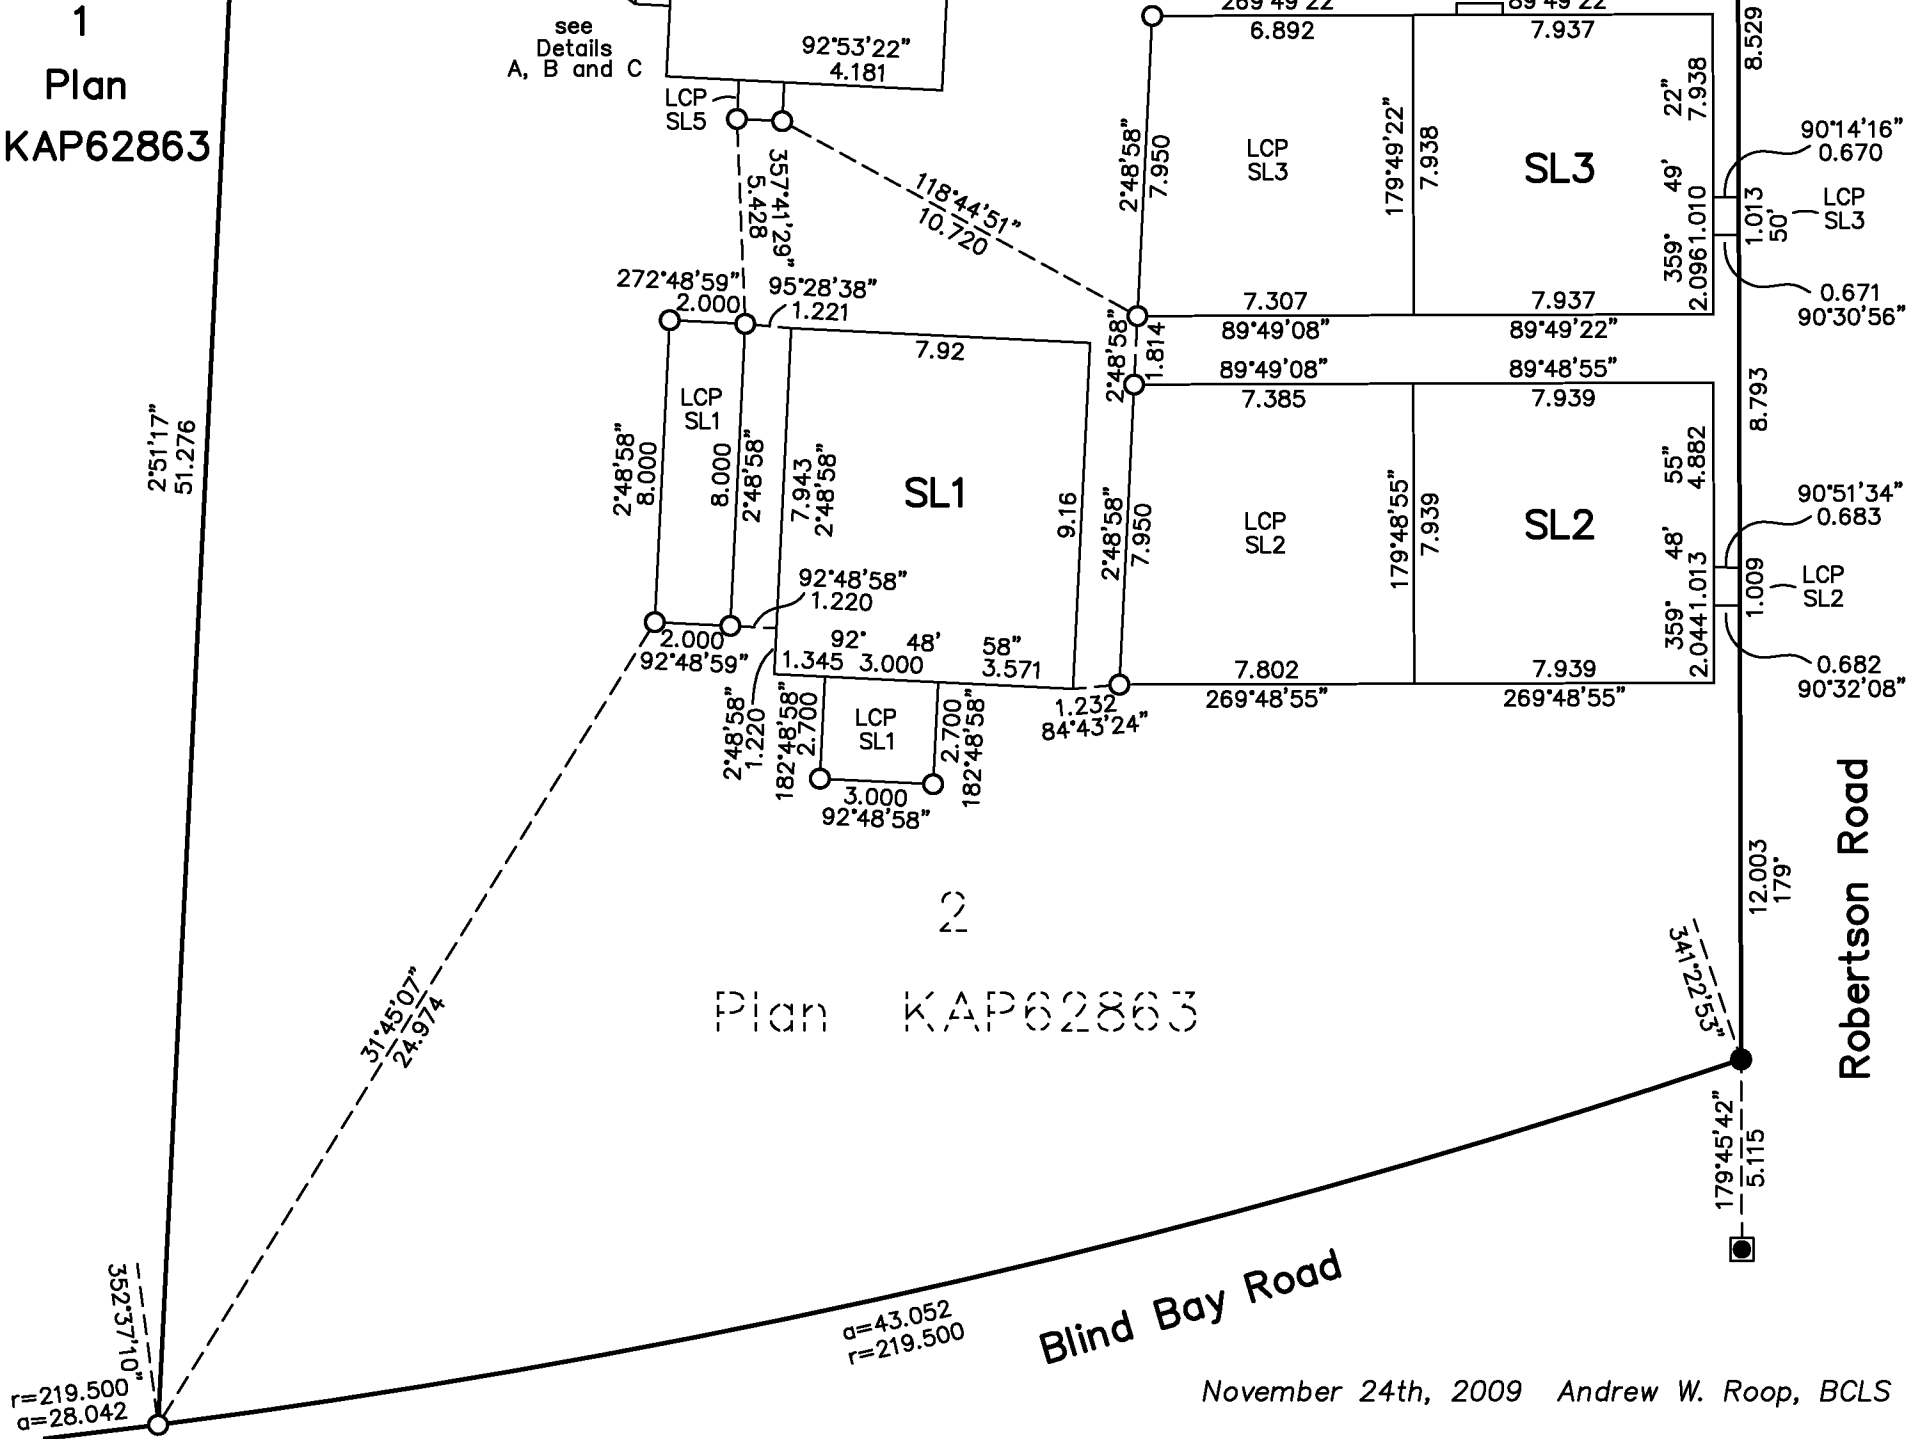 1
Plan
KAP62863
see
Details
A, B and C
92°53'22"
4.181
LCP
SL5
357°41'29"
5.428
118°44'51"
10.720
269°49'22"
6.892
89°49'22"
7.937
8.529
2°48'58"
7.950
LCP
SL3
179°49'22"
7.938
SL3
22"
7.938
49'
1.010
359°
2.096
90°14'16"
0.670
1.013
50'
LCP
SL3
0.671
90°30'56"
7.307
89°49'08"
7.937
89°49'22"
2°48'58"
1.814
89°49'08"
7.385
89°48'55"
7.939
8.793
272°48'59"
2.000
95°28'38"
1.221
7.92
LCP
SL1
2°48'58"
8.000
8.000
2°48'58"
7.943
2°48'58"
SL1
9.16
2°51'17"
51.276
2°48'58"
7.950
LCP
SL2
179°48'55"
7.939
SL2
55"
4.882
48'
1.013
359°
2.044
90°51'34"
0.683
1.009
LCP
SL2
0.682
90°32'08"
92°48'58"
1.220
2.000
92°48'59"
92° 48' 58"
1.345 3.000 3.571
7.802
269°48'55"
7.939
269°48'55"
1.232
84°43'24"
2°48'58"
1.220
182°48'58"
2.700
LCP
SL1
2.700
182°48'58"
3.000
92°48'58"
12.003
179°
Robertson Road
2
Plan KAP62863
31°45'07"
24.974
341°22'53"
179°45'42"
5.115
352°37'10"
r=219.500
a=28.042
a=43.052
r=219.500
Blind Bay Road
November 24th, 2009 Andrew W. Roop, BCLS